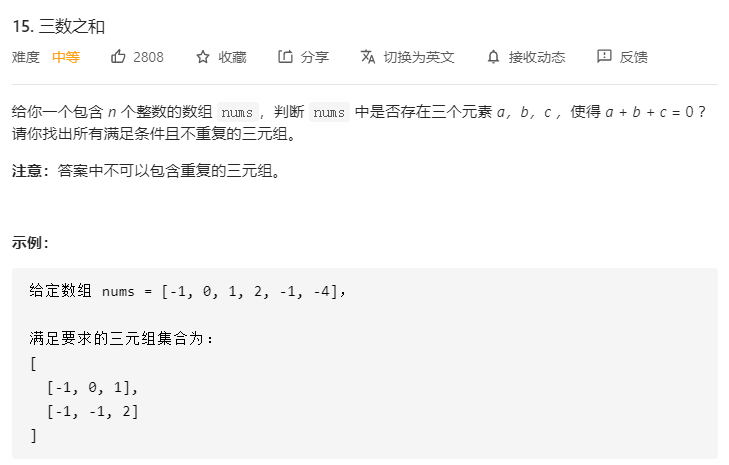 15. 三数之和
难度 中等 2808 收藏 分享 切换为英文 接收动态 反馈
给你一个包含 n 个整数的数组 nums，判断 nums 中是否存在三个元素 a，b，c ，使得 a + b + c = 0 ？
请你找出所有满足条件且不重复的三元组。
注意：答案中不可以包含重复的三元组。
示例：
给定数组 nums = [-1, 0, 1, 2, -1, -4]，
满足要求的三元组集合为：
[
[-1, 0, 1],
[-1, -1, 2]
]